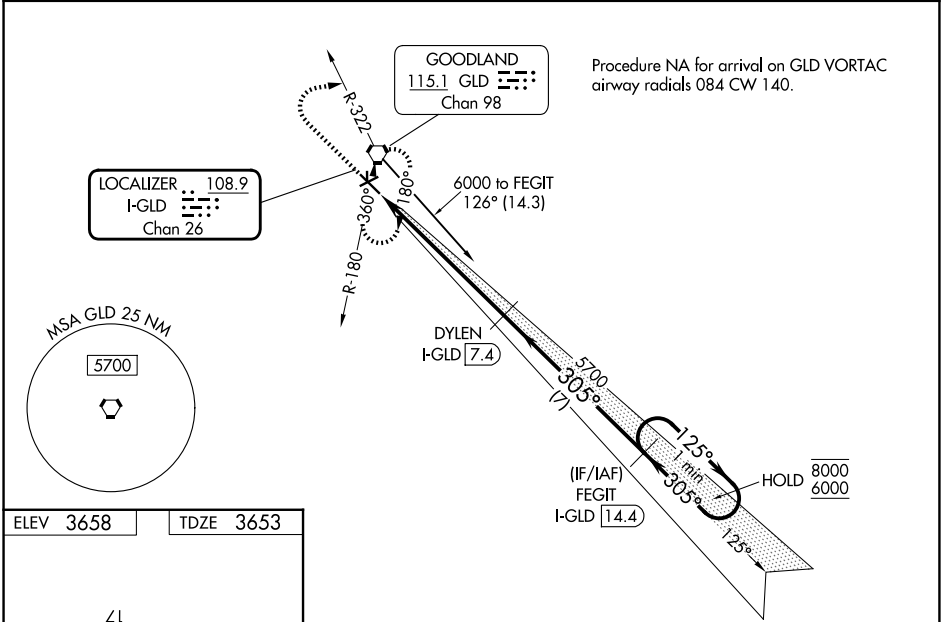 GOODLAND
115.1 GLD
Chan 98
Procedure NA for arrival on GLD VORTAC
airway radials 084 CW 140.
R-322
LOCALIZER 108.9
I-GLD
Chan 26
180°
360°
R-180
6000 to FEGIT
126° (14.3)
MSA GLD 25 NM
5700
DYLEN
I-GLD 7.4
5700
305°
(7)
125°
1 min
305°
HOLD 8000
6000
(IF/IAF)
FEGIT
I-GLD 14.4
125°
ELEV 3658 TDZE 3653
17